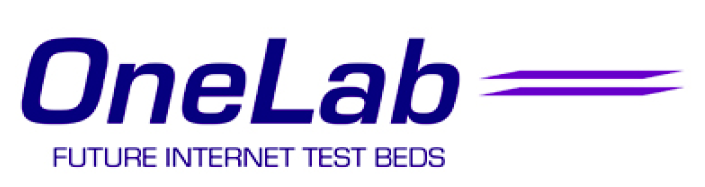 OneLab
FUTURE INTERNET TEST BEDS